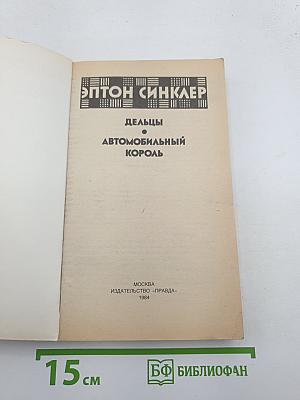 ЭПТОН СИНКЛЕР
ДЕЛЬЦЫ
●
АВТОМОБИЛЬНЫЙ
КОРОЛЬ
МОСКВА
ИЗДАТЕЛЬСТВО «ПРАВДА»
1984
15 см
БФ БИБЛИОФАН